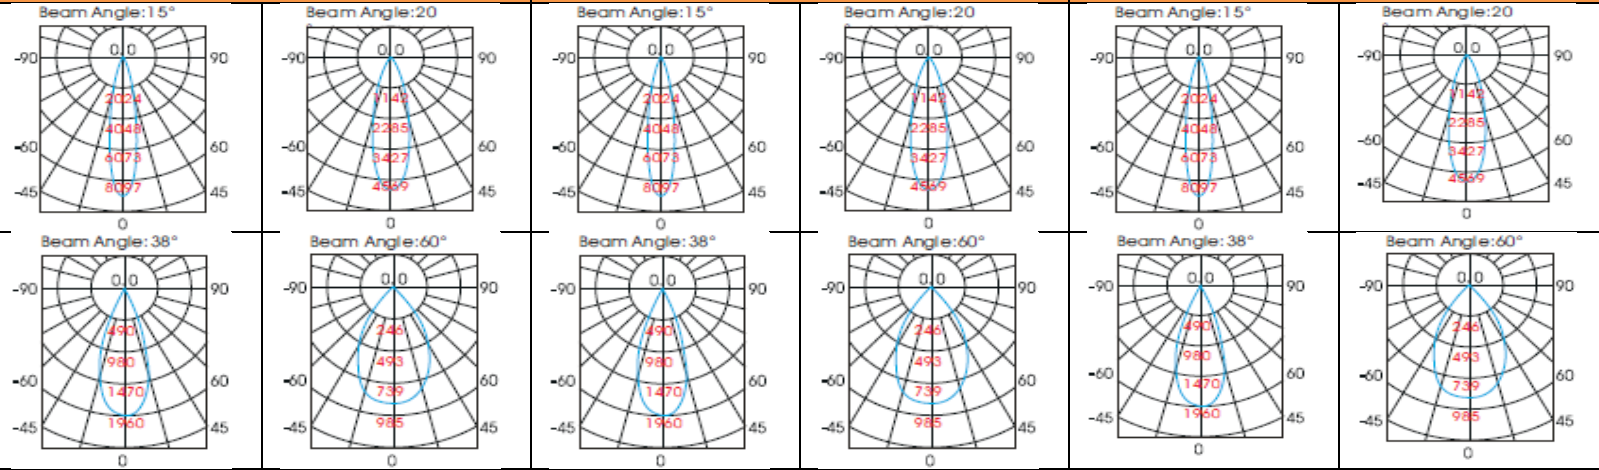 Beam Angle:15° Beam Angle:20 Beam Angle:15° Beam Angle:20 Beam Angle:15° Beam Angle:20
0.0 0.0 0.0 0.0 0.0 0.0
-90 90 -90 90 -90 90 -90 90 -90 90 -90 90
2024 1142 2024 1142 2024 1142
4048 2285 4048 2285 4048 2285
-60 60 -60 60 -60 60 -60 60 -60 60 -60 60
6073 3427 6073 3427 6073 3427
8097 4569 8097 4569 8097 4569
-45 45 -45 45 -45 45 -45 45 -45 45 -45 45
0 0 0 0 0 0
Beam Angle:38° Beam Angle:60° Beam Angle:38° Beam Angle:60° Beam Angle:38° Beam Angle:60°
0.0 0.0 0.0 0.0 0.0 0.0
-90 90 -90 90 -90 90 -90 90 -90 90 -90 90
490 246 490 246 490 246
980 493 980 493 980 493
-60 60 -60 60 -60 60 -60 60 -60 60 -60 60
1470 739 1470 739 1470 739
1960 985 1960 985 1960 985
-45 45 -45 45 -45 45 -45 45 -45 45 -45 45
0 0 0 0 0 0